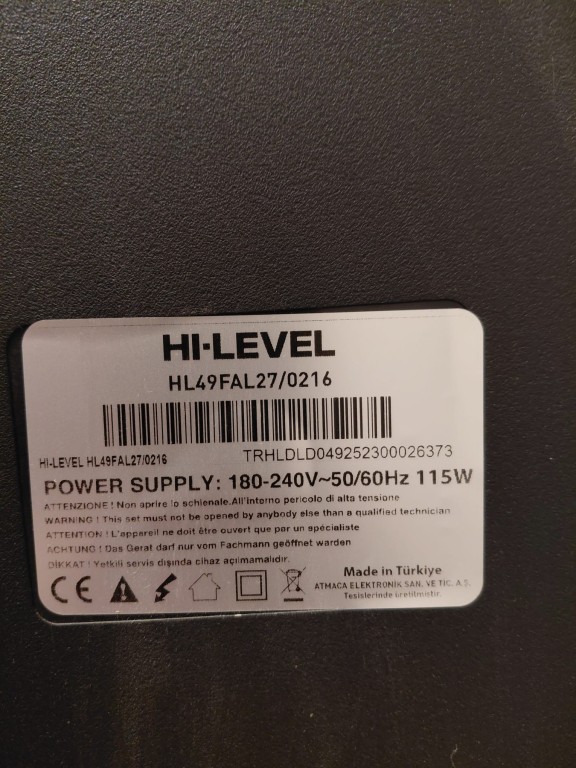 HI-LEVEL
HL49FAL27/0216
HI-LEVEL HL49FAL27/0216
TRHLDLD049252300026373
POWER SUPPLY: 180-240V~50/60Hz 115W
ATTENZIONE ! Non aprire lo schienale.All'interno pericolo di alta tensione
WARNING ! This set must not be opened by anybody else than a qualified technician
ATTENTION ! L'appareil ne doit être ouvert que par un spécialiste
ACHTUNG ! Das Gerat darf nur vom Fachmann geöffnet warden
DİKKAT ! Yetkili servis dışında cihaz açılmamalıdır.
CE
Made in Türkiye
ATMACA ELEKTRONİK SAN. VE TİC. A.Ş.
Tesislerinde üretilmiştir.